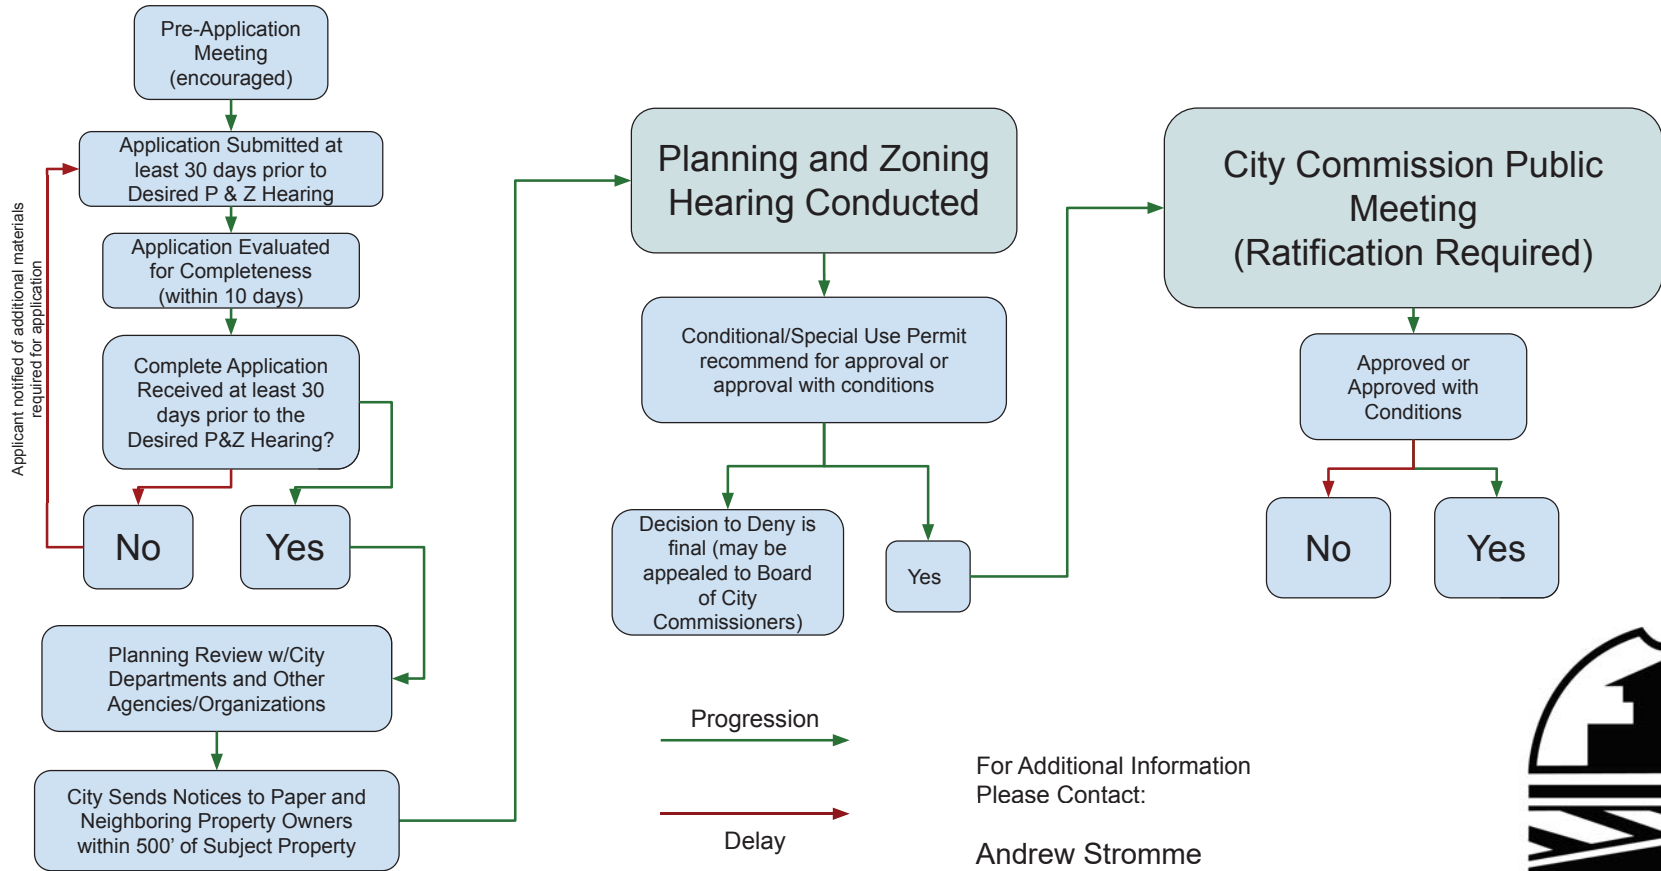 Pre-Application
Meeting
(encouraged)
Application Submitted at
least 30 days prior to
Desired P & Z Hearing
Application Evaluated
for Completeness
(within 10 days)
Complete Application
Received at least 30
days prior to the
Desired P&Z Hearing?
No
Yes
Applicant notified of additional materials
required for application
Planning Review w/City
Departments and Other
Agencies/Organizations
City Sends Notices to Paper and
Neighboring Property Owners
within 500' of Subject Property
Planning and Zoning
Hearing Conducted
Conditional/Special Use Permit
recommend for approval or
approval with conditions
Decision to Deny is
final (may be
appealed to Board
of City
Commissioners)
Yes
City Commission Public
Meeting
(Ratification Required)
Approved or
Approved with
Conditions
No
Yes
Progression
Delay
For Additional Information
Please Contact:
Andrew Stromme